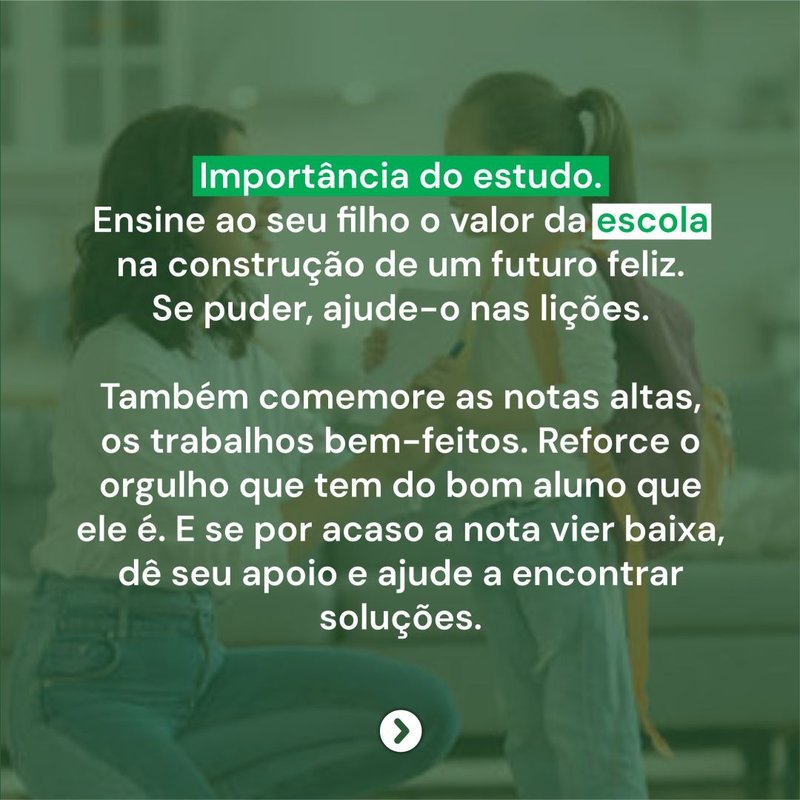 Importância do estudo.
Ensine ao seu filho o valor da escola
na construção de um futuro feliz.
Se puder, ajude-o nas lições.
Também comemore as notas altas,
os trabalhos bem-feitos. Reforce o
orgulho que tem do bom aluno que
ele é. E se por acaso a nota vier baixa,
dê seu apoio e ajude a encontrar
soluções.